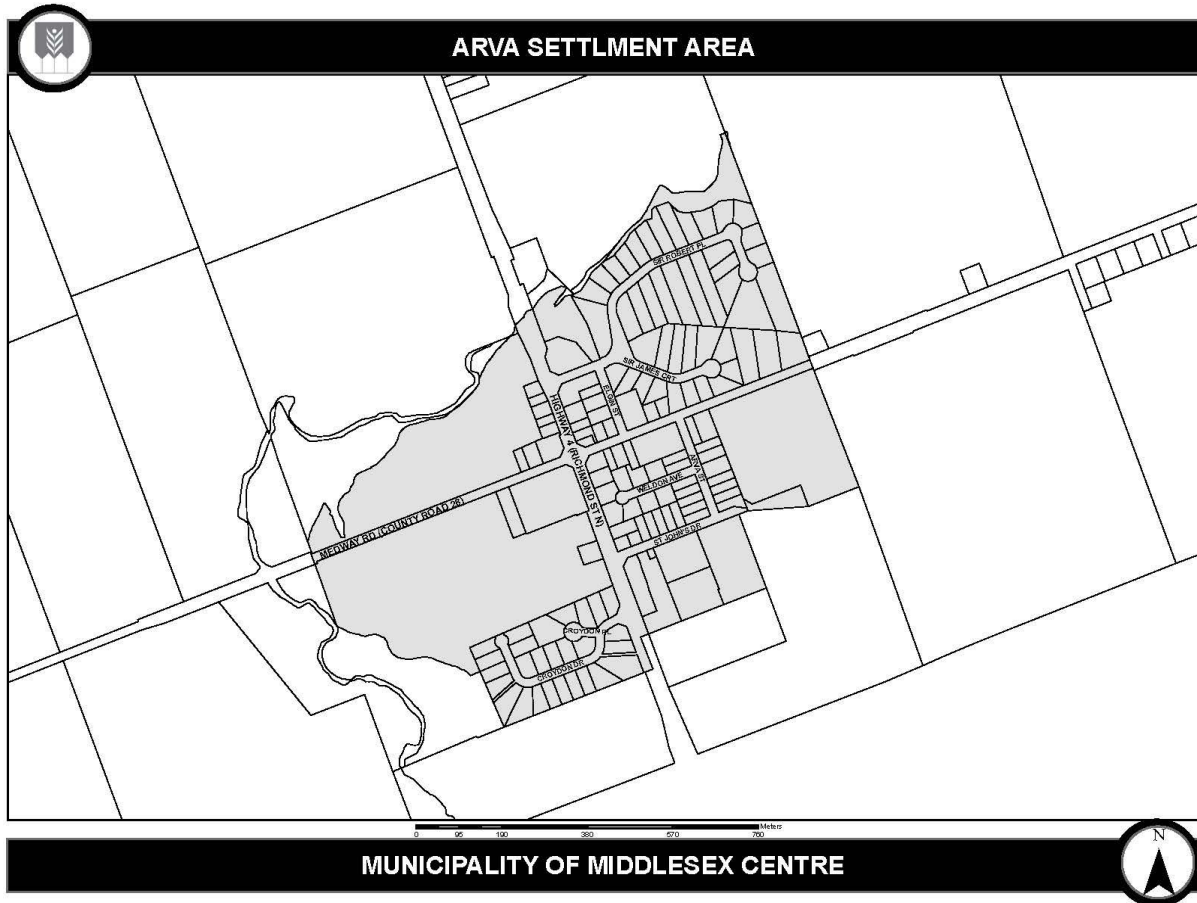 ARVA SETTLMENT AREA
SIR ROBERT PL
SIR JAMES CRT
ELGIN ST
HIGHWAY 4 (RICHMOND ST N)
ARVA ST
WELDON AVE
MEDWAY RD (COUNTY ROAD 28)
ST JOHN'S DR
CROYDON PL
CROYDON DR
Meters
0 95 190 380 570 760
MUNICIPALITY OF MIDDLESEX CENTRE
N